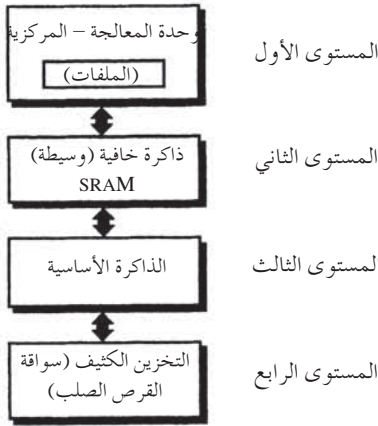 وحدة المعالجة – المركزية
(الملفات)
المستوى الأول
ذاكرة خافية (وسيطة)
SRAM
المستوى الثاني
الذاكرة الأساسية
لمستوى الثالث
التخزين الكثيف (سواقة
القرص الصلب)
المستوى الرابع